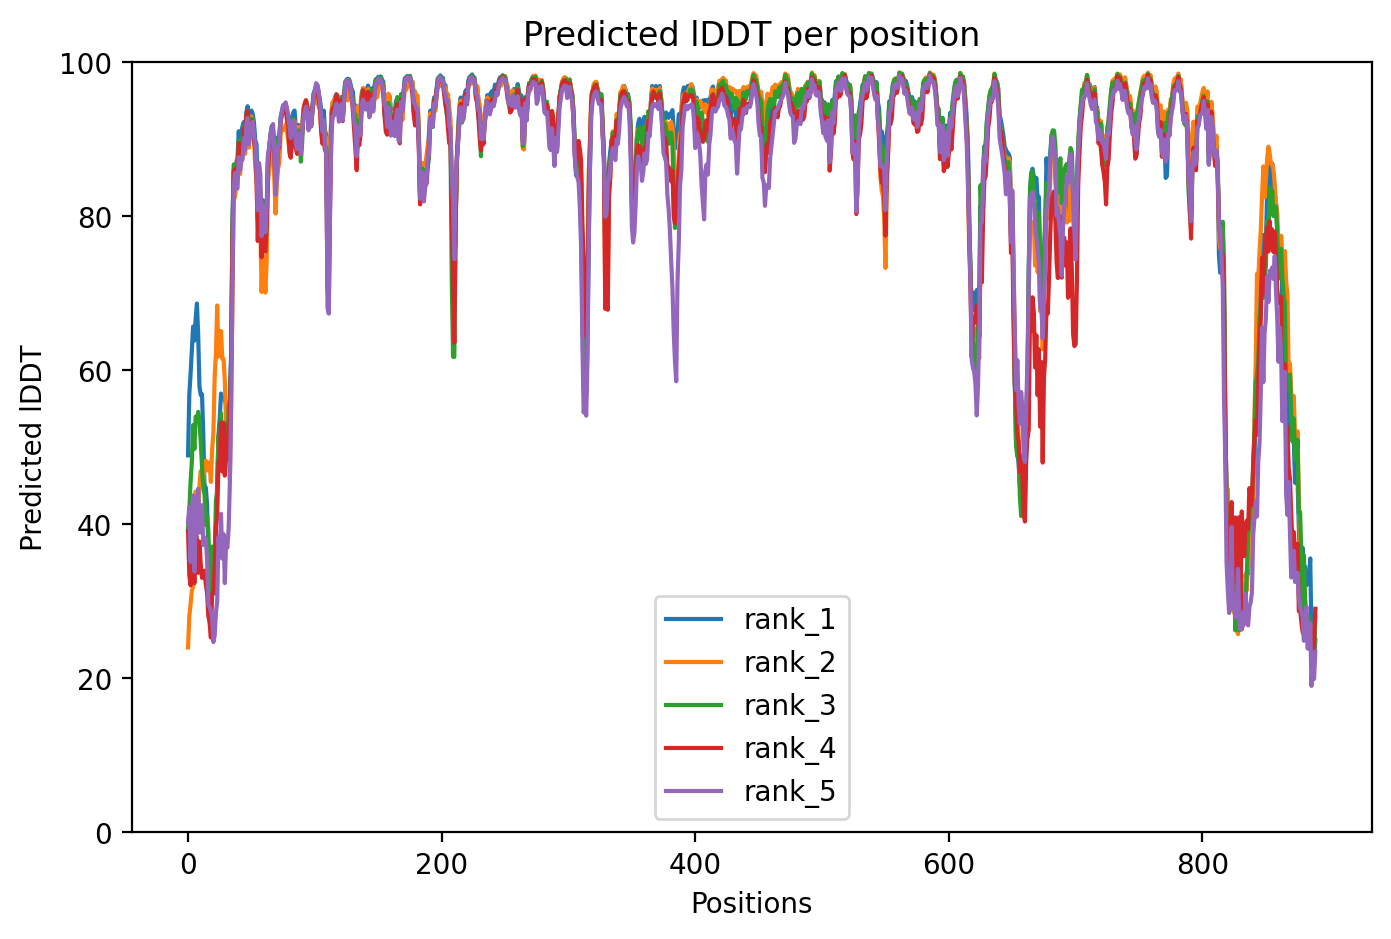 Predicted lDDT per position
100
80
60
40
20
0
Predicted lDDT
0 200 400 600 800
Positions
rank_1
rank_2
rank_3
rank_4
rank_5